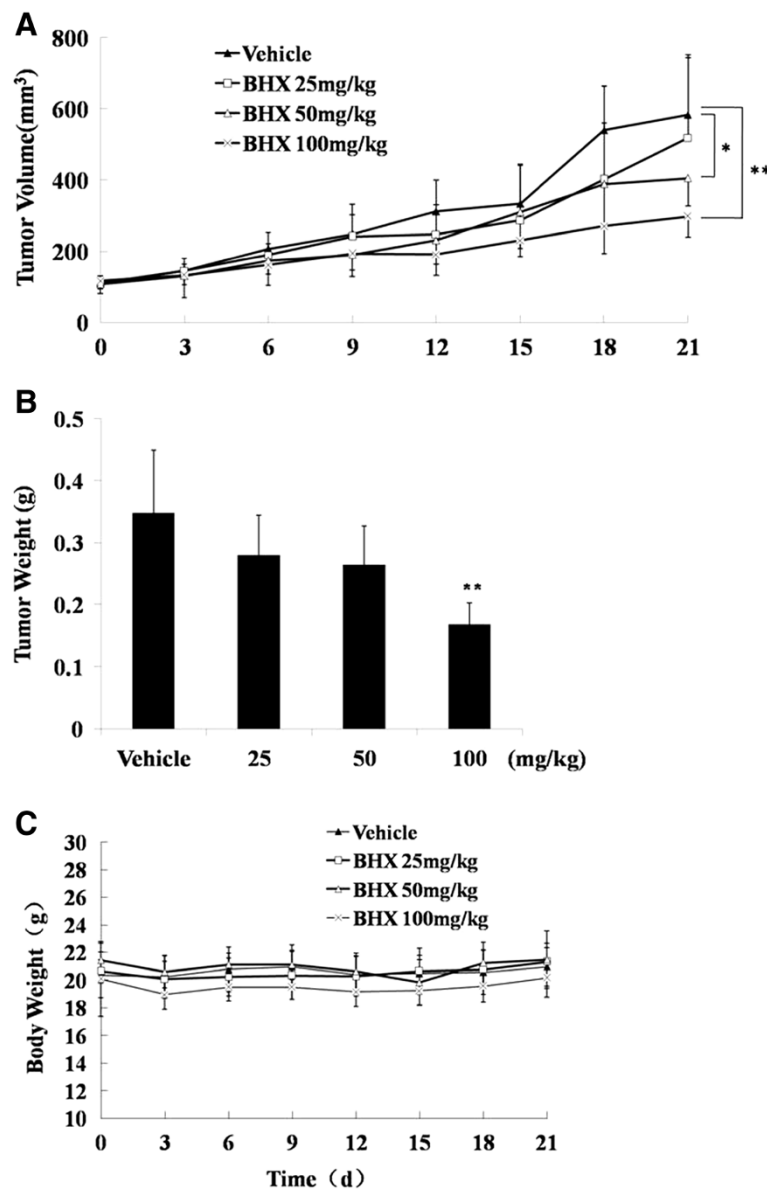 A
Tumor Volume(mm³)
800
600
400
200
0
Vehicle
BHX 25mg/kg
BHX 50mg/kg
BHX 100mg/kg
*
**
0 3 6 9 12 15 18 21
B
Tumor Weight (g)
0.5
0.4
0.3
0.2
0.1
0
**
Vehicle 25 50 100 (mg/kg)
C
Body Weight (g)
30
28
26
24
22
20
18
16
14
12
10
Vehicle
BHX 25mg/kg
BHX 50mg/kg
BHX 100mg/kg
0 3 6 9 12 15 18 21
Time (d)